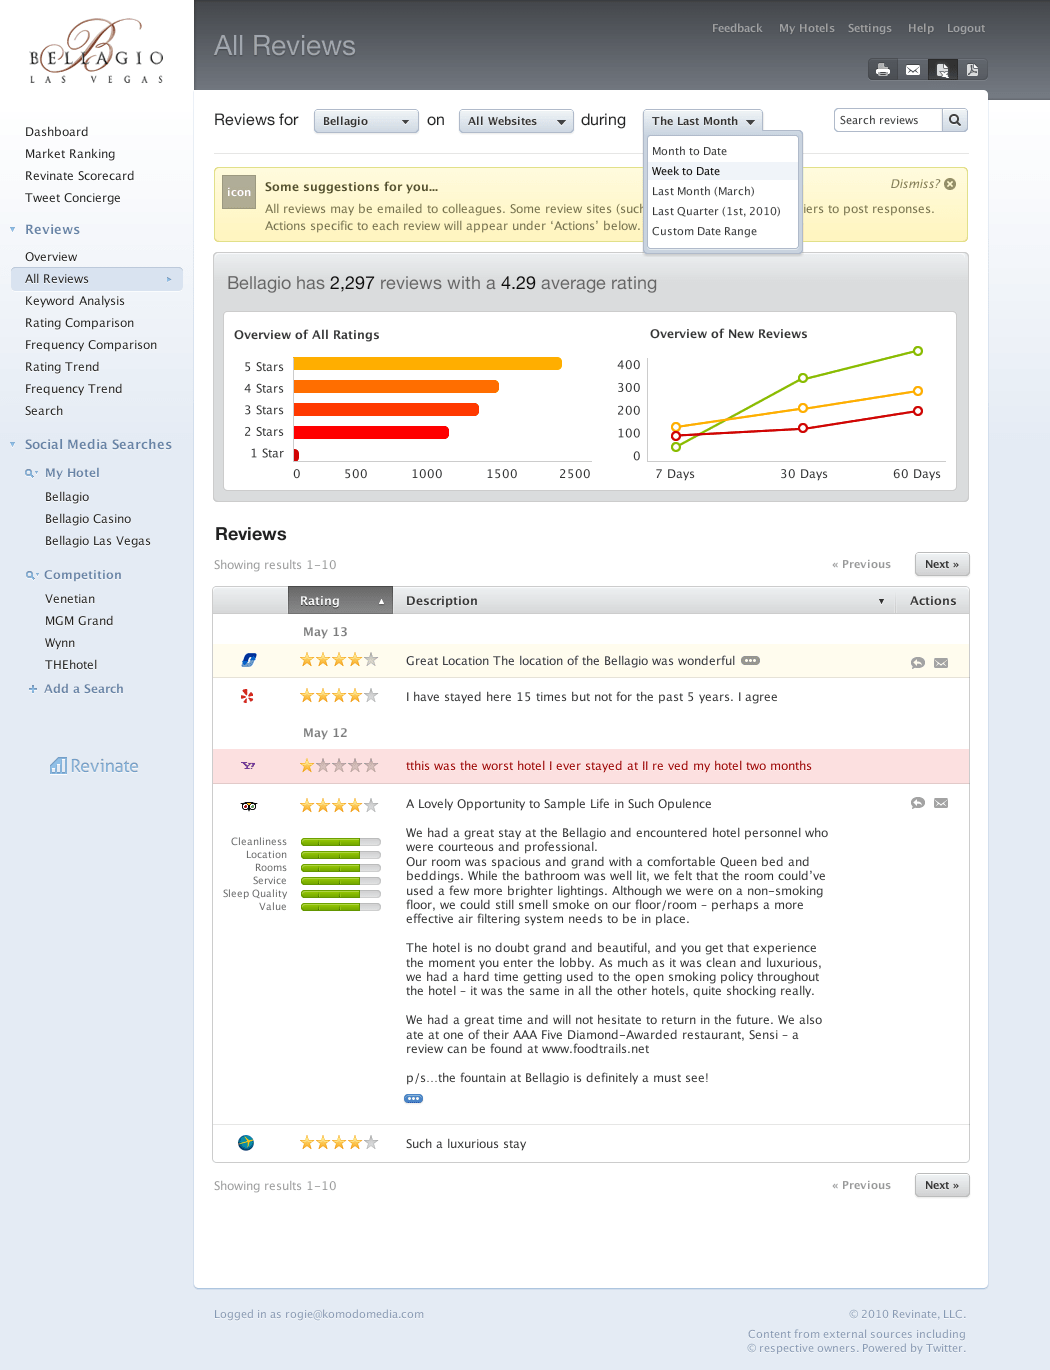 BELLAGIO
LAS VEGAS
All Reviews
Feedback My Hotels Settings Help Logout
Dashboard
Market Ranking
Revinate Scorecard
Tweet Concierge
Reviews
Overview
All Reviews
Keyword Analysis
Rating Comparison
Frequency Comparison
Rating Trend
Frequency Trend
Search
Social Media Searches
My Hotel
Bellagio
Bellagio Casino
Bellagio Las Vegas
Competition
Venetian
MGM Grand
Wynn
THEhotel
+ Add a Search
Revinate
Reviews for Bellagio on All Websites during The Last Month
Search reviews
Month to Date
Week to Date
Last Month (March)
Last Quarter (1st, 2010)
Custom Date Range
icon
Some suggestions for you...
Dismiss?
All reviews may be emailed to colleagues. Some review sites (suc iers to post responses.
Actions specific to each review will appear under ‘Actions’ below.
Bellagio has 2,297 reviews with a 4.29 average rating
Overview of All Ratings
5 Stars
4 Stars
3 Stars
2 Stars
1 Star
0 500 1000 1500 2500
Overview of New Reviews
400
300
200
100
0
7 Days 30 Days 60 Days
Reviews
Showing results 1-10
« Previous Next »
Rating Description Actions
May 13
Great Location The location of the Bellagio was wonderful
I have stayed here 15 times but not for the past 5 years. I agree
May 12
tthis was the worst hotel I ever stayed at II re ved my hotel two months
A Lovely Opportunity to Sample Life in Such Opulence
Cleanliness
Location
Rooms
Service
Sleep Quality
Value
We had a great stay at the Bellagio and encountered hotel personnel who
were courteous and professional.
Our room was spacious and grand with a comfortable Queen bed and
beddings. While the bathroom was well lit, we felt that the room could’ve
used a few more brighter lightings. Although we were on a non-smoking
floor, we could still smell smoke on our floor/room – perhaps a more
effective air filtering system needs to be in place.
The hotel is no doubt grand and beautiful, and you get that experience
the moment you enter the lobby. As much as it was clean and luxurious,
we had a hard time getting used to the open smoking policy throughout
the hotel – it was the same in all the other hotels, quite shocking really.
We had a great time and will not hesitate to return in the future. We also
ate at one of their AAA Five Diamond-Awarded restaurant, Sensi – a
review can be found at www.foodtrails.net
p/s...the fountain at Bellagio is definitely a must see!
Such a luxurious stay
Showing results 1-10
« Previous Next »
Logged in as rogie@komodomedia.com
© 2010 Revinate, LLC.
Content from external sources including
© respective owners. Powered by Twitter.